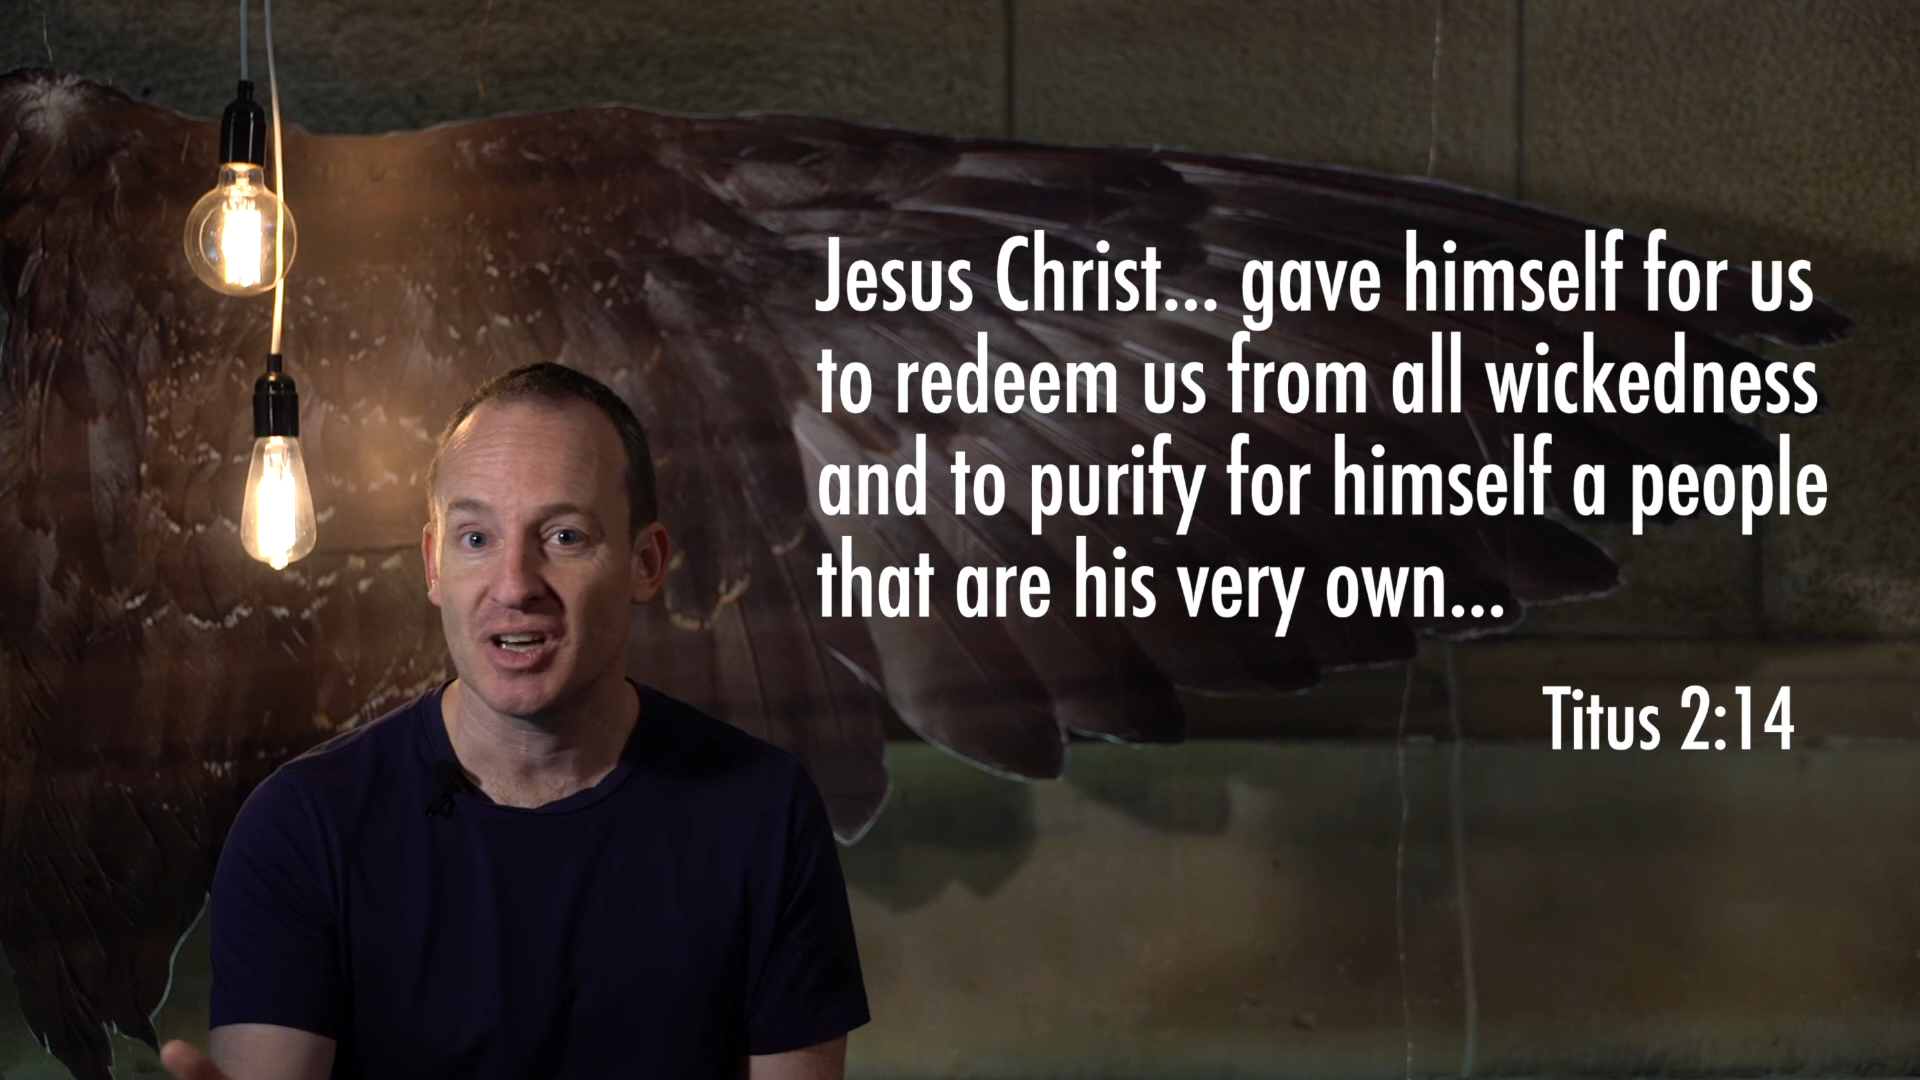 Jesus Christ... gave himself for us
to redeem us from all wickedness
and to purify for himself a people
that are his very own...
Titus 2:14